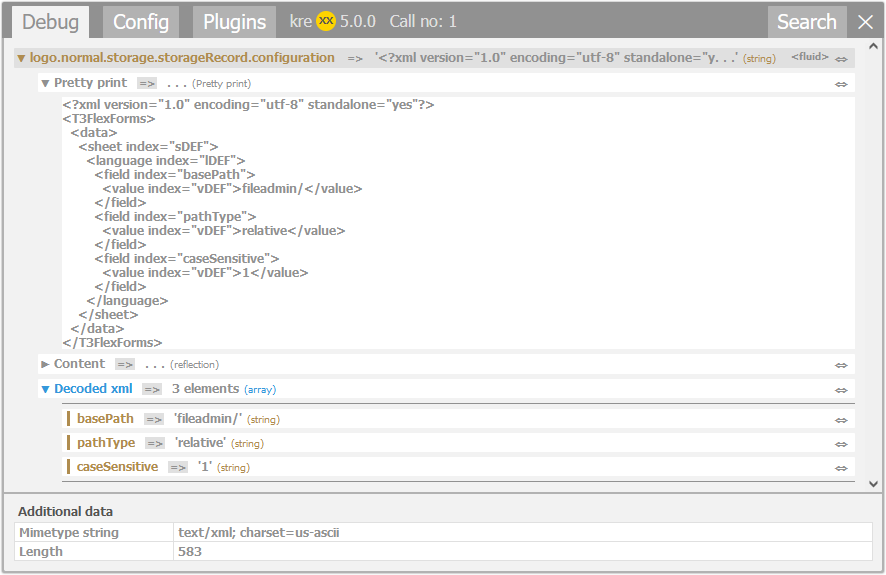 Debug Config Plugins kre XX 5.0.0 Call no: 1 Search
▼ logo.normal.storage.storageRecord.configuration => '<?xml version="1.0" encoding="utf-8" standalone="y. . .' (string) <fluid> ⇔
▼ Pretty print => . . . (Pretty print) ⇔
<?xml version="1.0" encoding="utf-8" standalone="yes"?>
<T3FlexForms>
<data>
<sheet index="sDEF">
<language index="lDEF">
<field index="basePath">
<value index="vDEF">fileadmin/</value>
</field>
<field index="pathType">
<value index="vDEF">relative</value>
</field>
<field index="caseSensitive">
<value index="vDEF">1</value>
</field>
</language>
</sheet>
</data>
</T3FlexForms>
▶ Content => . . . (reflection) ⇔
▼ Decoded xml => 3 elements (array) ⇔
basePath => 'fileadmin/' (string) ⇔
pathType => 'relative' (string) ⇔
caseSensitive => '1' (string) ⇔
Additional data
Mimetype string text/xml; charset=us-ascii
Length 583